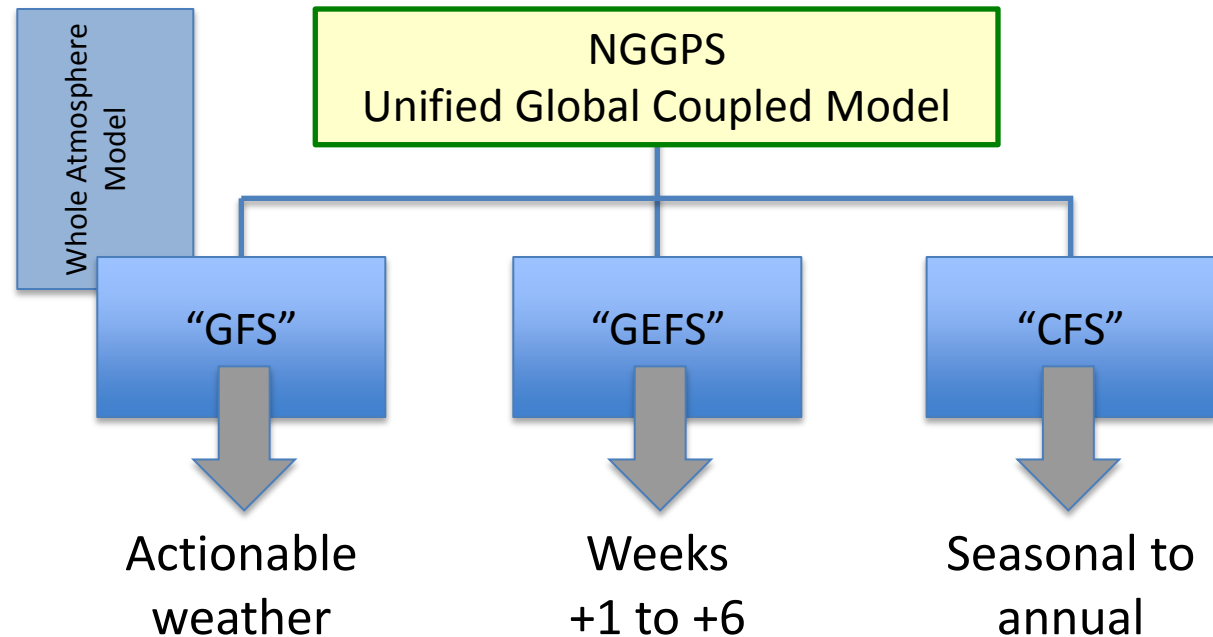 Whole Atmosphere
Model
NGGPS
Unified Global Coupled Model
“GFS”
“GEFS”
“CFS”
Actionable
weather
Weeks
+1 to +6
Seasonal to
annual